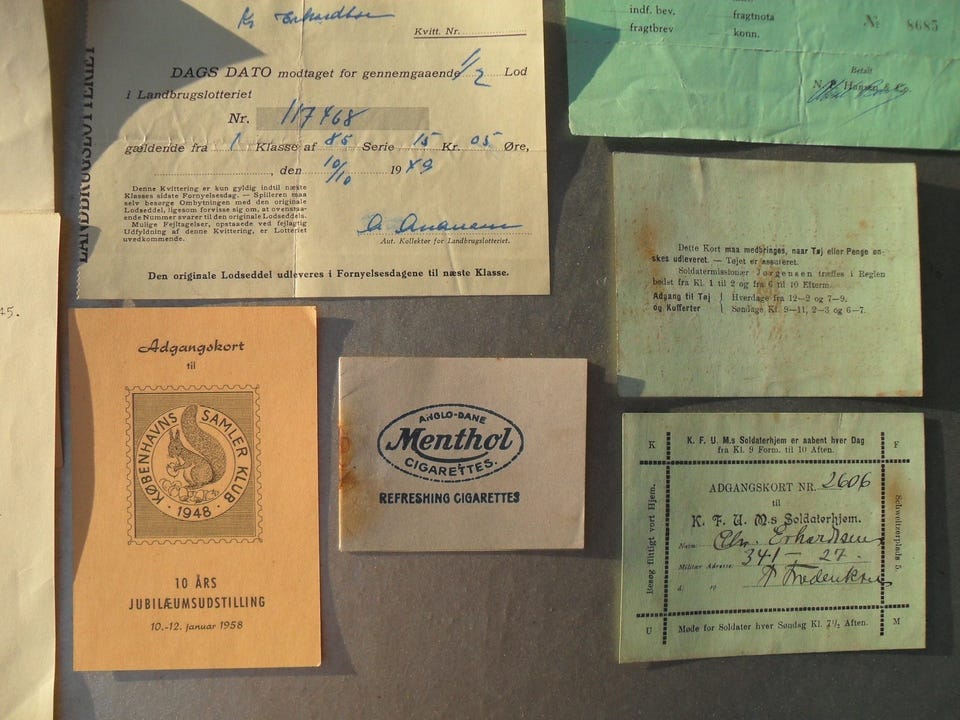 Kr Erhardtsen
Kvitt. Nr.
LANDBRUGSLOTTERIET
DAGS DATO modtaget for gennemgaaende 1/2 Lod
i Landbrugslotteriet
Nr. 117468
gældende fra 1 Klasse af 85 Serie 15 Kr. 05 Øre,
, den 10/10 1949
Denne Kvittering er kun gyldig indtil næste
Klasses sidste Fornyelsesdag. — Spilleren maa
selv besørge Ombytningen med den originale
Lodseddel, ligesom forvisse sig om, at ovenstaa-
ende Nummer svarer til den originale Lodseddels.
Mulige Fejltagelser, opstaaede ved fejlagtig
Udfyldning af denne Kvittering, er Lotteriet
uvedkommende.
Aut. Kollektør for Landbrugslotteriet.
Den originale Lodseddel udleveres i Fornyelsesdagene til næste Klasse.
indf. bev.
fragtnota
fragtbrev
konn.
No 8685
Betalt
45.
Dette Kort maa medbringes, naar Tøj eller Penge øn-
skes udleveret. — Tøjet er assureret.
Soldatermissionær Jørgensen træffes i Reglen
bedst fra Kl. 1 til 2 og fra 6 til 10 Efterm.
Adgang til Tøj
og Kufferter
Hverdage fra 12—2 og 7—9.
Søndage Kl. 9—11, 2—3 og 6—7.
Adgangskort
til
KØBENHAVNS SAMLER KLUB
· 1948 ·
10 ÅRS
JUBILÆUMSUDSTILLING
10.-12. januar 1958
ANGLO-DANE
Menthol
CIGARETTES.
REFRESHING CIGARETTES
K
K. F. U. M.s Soldaterhjem er aabent hver Dag
fra Kl. 9 Form. til 10 Aften.
F
ADGANGSKORT NR. 2606
til
K. F. U. M.s Soldaterhjem.
Navn: Chr. Erhardtsen
Militær Adresse: 341 — 27.
P Frederiksen
Besøg flittigt vort Hjem.
Schweizerplads 5.
U
Møde for Soldater hver Søndag Kl. 7½ Aften.
M